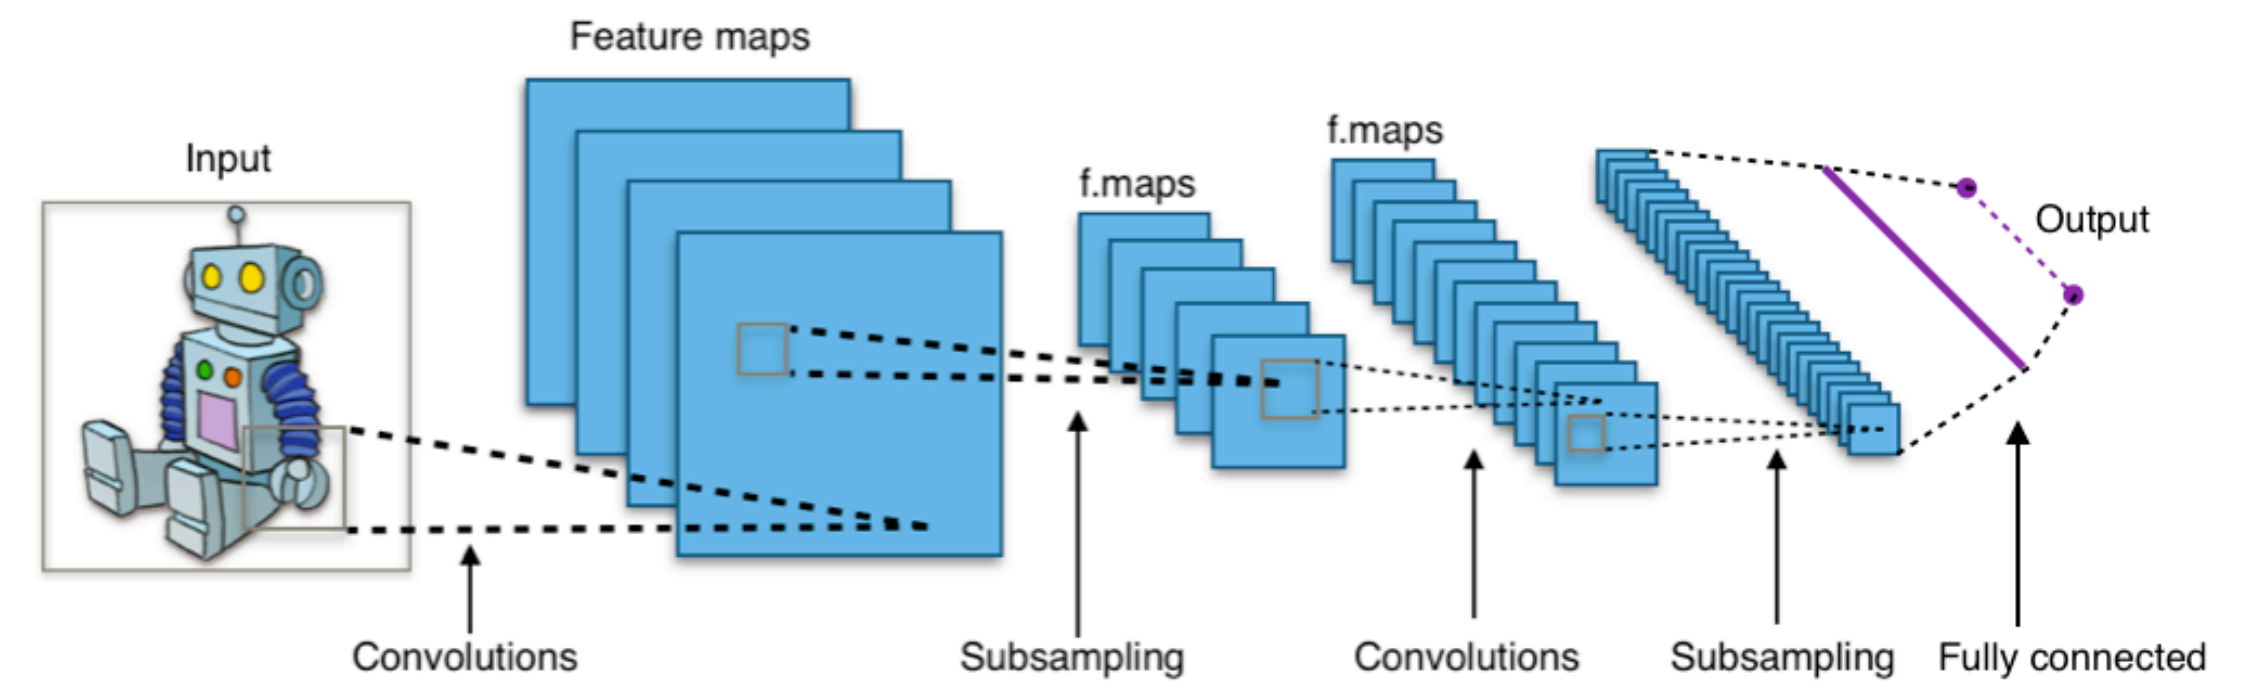 Feature maps
Input
f.maps
f.maps
Output
Convolutions
Subsampling
Convolutions
Subsampling
Fully connected